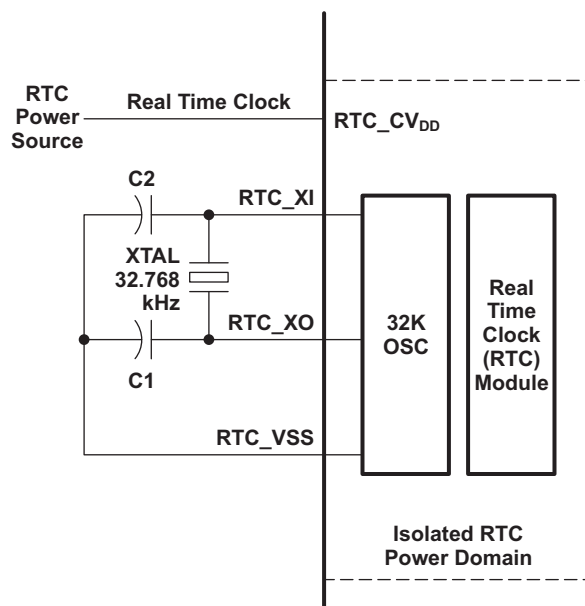 RTC
Power
Source
Real Time Clock
RTC_CVDD
C2
RTC_XI
XTAL
32.768
kHz
RTC_XO
C1
RTC_VSS
32K
OSC
Real
Time
Clock
(RTC)
Module
Isolated RTC
Power Domain